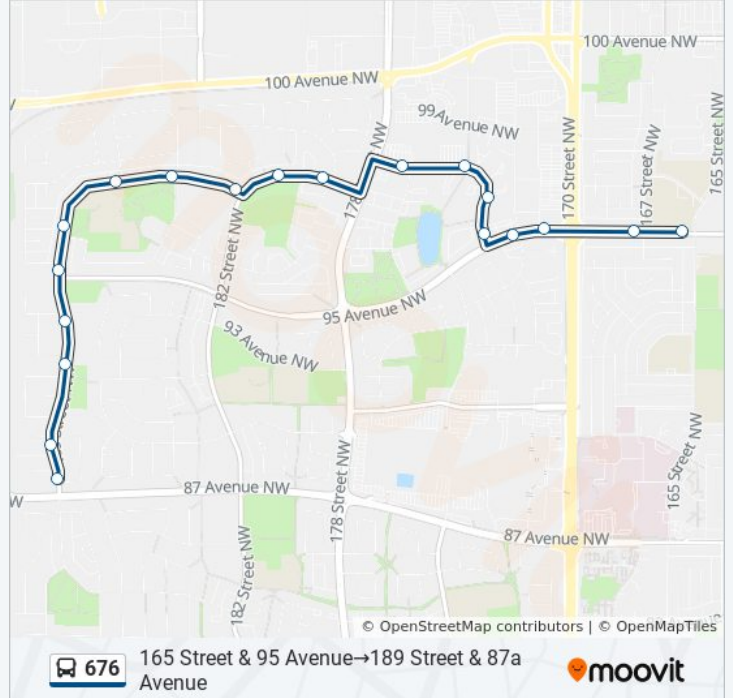 100 Avenue NW
100 Avenue NW
99 Avenue NW
178 NW
170 Street NW
167 Street NW
165 Street NW
182 Street NW
95 Avenue NW
93 Avenue NW
NW
178 Street NW
165 Street NW
W
87 Avenue NW
87 Avenue NW
182 Street NW
© OpenStreetMap contributors | © OpenMapTiles
676
165 Street & 95 Avenue→189 Street & 87a
Avenue
moovit